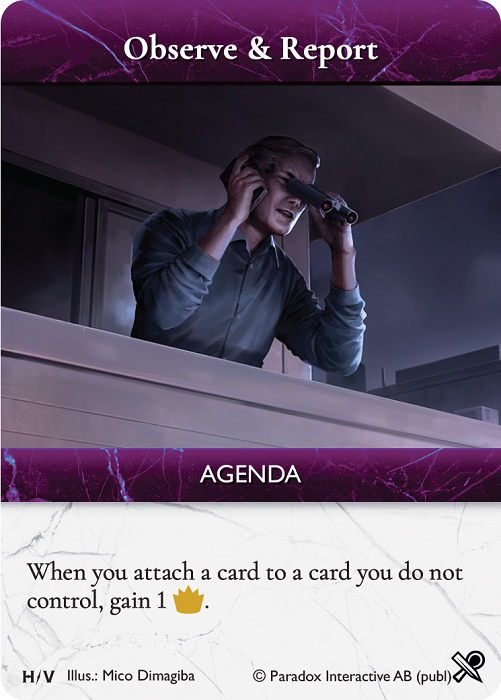 Observe & Report
AGENDA
When you attach a card to a card you do not
control, gain 1 .
H/V Illus.: Mico Dimagiba © Paradox Interactive AB (publ)